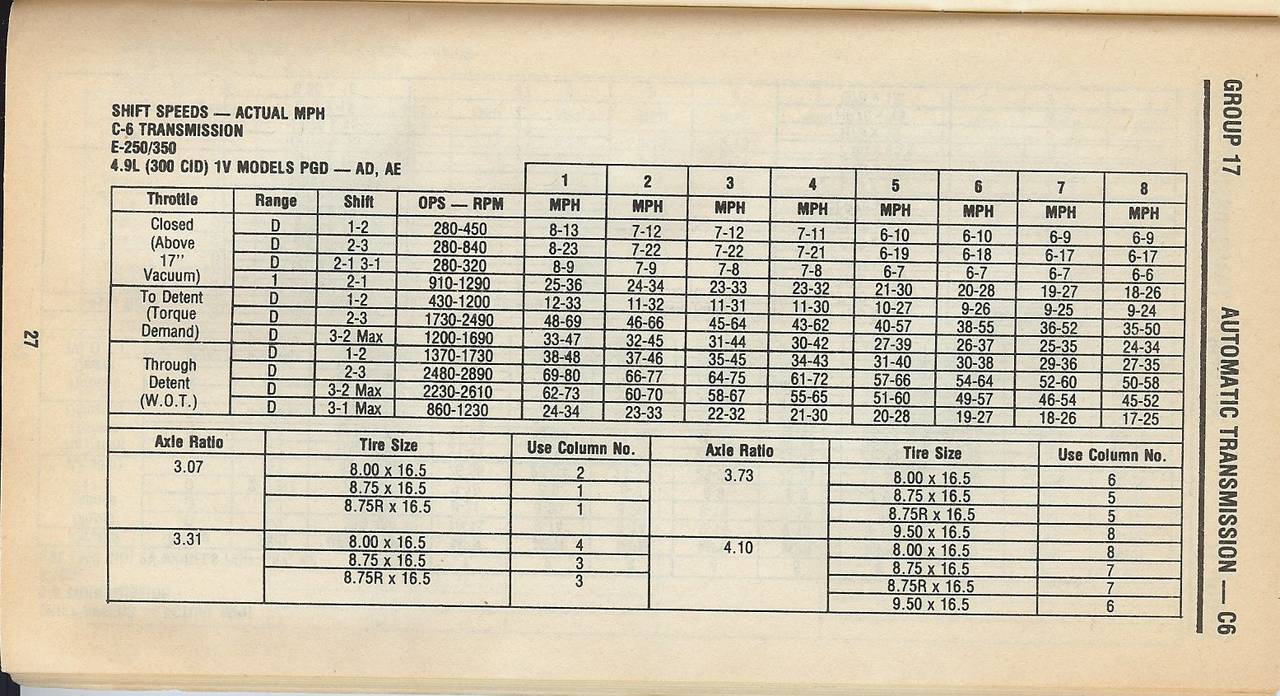 SHIFT SPEEDS — ACTUAL MPH
C-6 TRANSMISSION
E-250/350
4.9L (300 CID) 1V MODELS PGD — AD, AE
1 2 3 4 5 6 7 8
Throttle Range Shift OPS — RPM MPH MPH MPH MPH MPH MPH MPH MPH
Closed D 1-2 280-450 8-13 7-12 7-12 7-11 6-10 6-10 6-9 6-9
(Above D 2-3 280-840 8-23 7-22 7-22 7-21 6-19 6-18 6-17 6-17
17" D 2-1 3-1 280-320 8-9 7-9 7-8 7-8 6-7 6-7 6-7 6-6
Vacuum) 1 2-1 910-1290 25-36 24-34 23-33 23-32 21-30 20-28 19-27 18-26
To Detent D 1-2 430-1200 12-33 11-32 11-31 11-30 10-27 9-26 9-25 9-24
(Torque D 2-3 1730-2490 48-69 46-66 45-64 43-62 40-57 38-55 36-52 35-50
Demand) D 3-2 Max 1200-1690 33-47 32-45 31-44 30-42 27-39 26-37 25-35 24-34
Through D 1-2 1370-1730 38-48 37-46 35-45 34-43 31-40 30-38 29-36 27-35
Detent D 2-3 2480-2890 69-80 66-77 64-75 61-72 57-66 54-64 52-60 50-58
(W.O.T.) D 3-2 Max 2230-2610 62-73 60-70 58-67 55-65 51-60 49-57 46-54 45-52
D 3-1 Max 860-1230 24-34 23-33 22-32 21-30 20-28 19-27 18-26 17-25
Axle Ratio Tire Size Use Column No. Axle Ratio Tire Size Use Column No.
3.07 8.00 x 16.5 2 3.73 8.00 x 16.5 6
8.75 x 16.5 1 8.75 x 16.5 5
8.75R x 16.5 1 8.75R x 16.5 5
9.50 x 16.5 8
3.31 8.00 x 16.5 4 4.10 8.00 x 16.5 8
8.75 x 16.5 3 8.75 x 16.5 7
8.75R x 16.5 3 8.75R x 16.5 7
9.50 x 16.5 6
GROUP 17 AUTOMATIC TRANSMISSION — C6
27